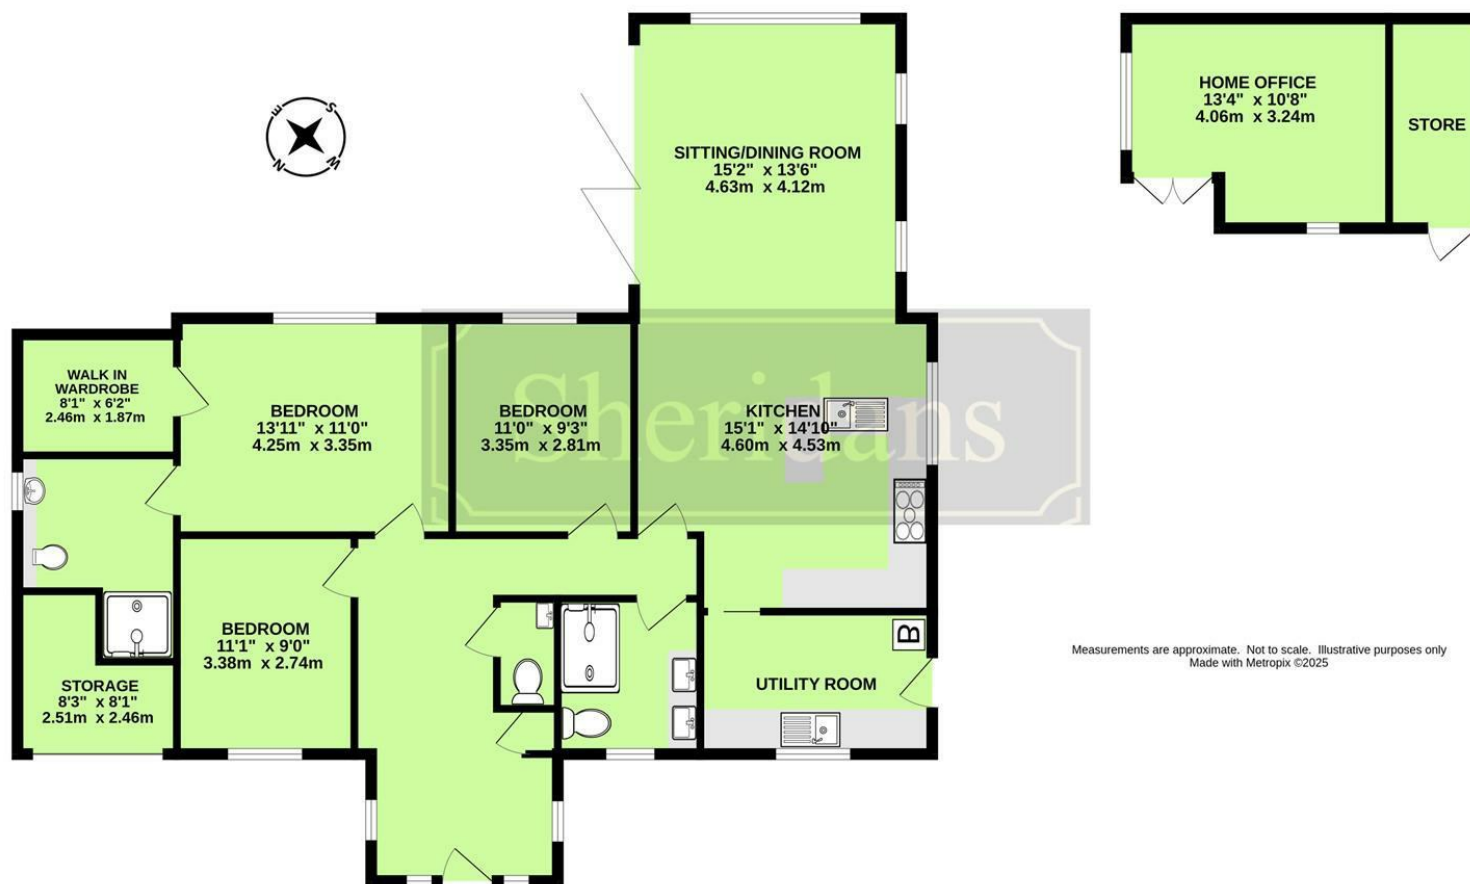 E
S
N
W
SITTING/DINING ROOM
15'2" x 13'6"
4.63m x 4.12m
HOME OFFICE
13'4" x 10'8"
4.06m x 3.24m
STORE
WALK IN
WARDROBE
8'1" x 6'2"
2.46m x 1.87m
BEDROOM
13'11" x 11'0"
4.25m x 3.35m
BEDROOM
11'0" x 9'3"
3.35m x 2.81m
KITCHEN
15'1" x 14'10"
4.60m x 4.53m
Sheridans
BEDROOM
11'1" x 9'0"
3.38m x 2.74m
STORAGE
8'3" x 8'1"
2.51m x 2.46m
B
UTILITY ROOM
Measurements are approximate. Not to scale. Illustrative purposes only
Made with Metropix ©2025